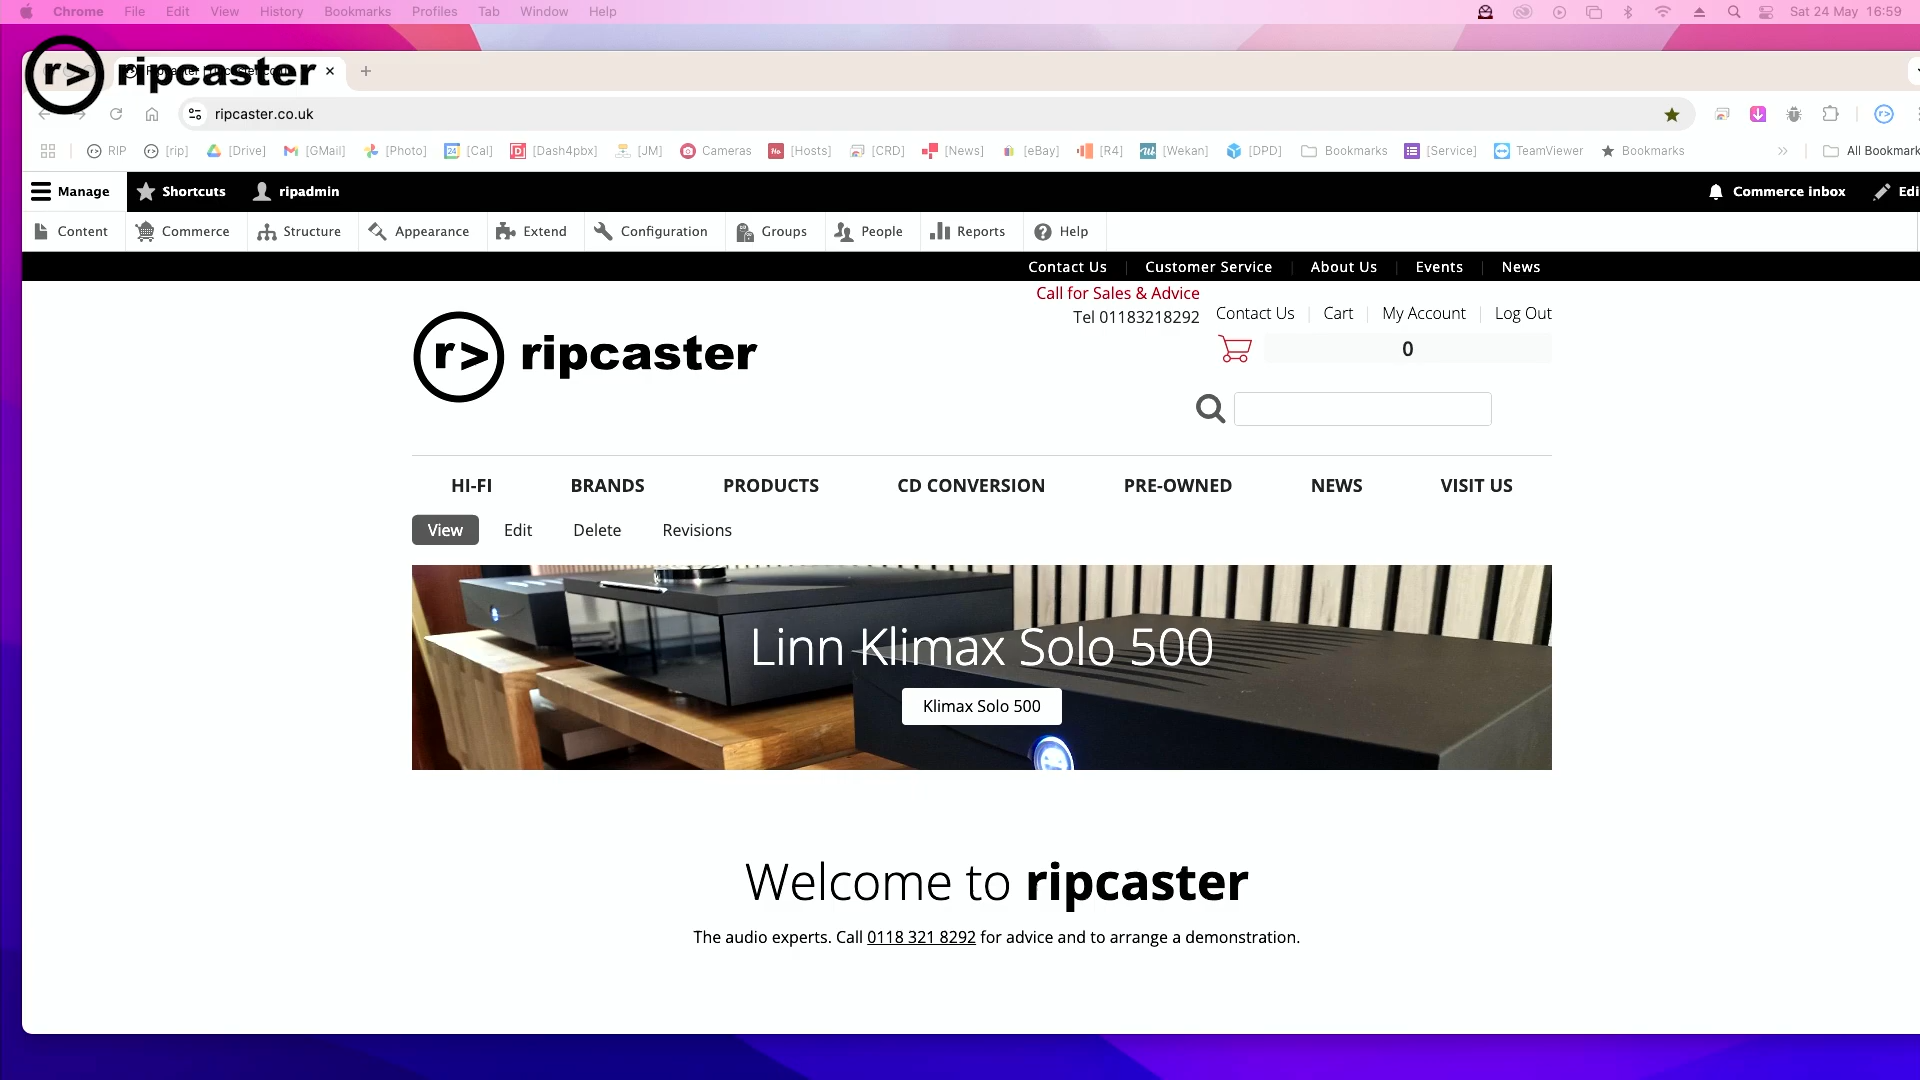 Chrome File Edit View History Bookmarks Profiles Tab Window Help Sat 24 May 16:59
r> ripcaster
ripcaster.co.uk
RIP [rip] [Drive] [GMail] [Photo] [Cal] [Dash4pbx] [JM] Cameras [Hosts] [CRD] [News] [eBay] [R4] [Wekan] [DPD] Bookmarks [Service] TeamViewer Bookmarks All Bookmark
Manage Shortcuts ripadmin Commerce inbox Edi
Content Commerce Structure Appearance Extend Configuration Groups People Reports Help
Contact Us Customer Service About Us Events News
Call for Sales & Advice
Tel 01183218292 Contact Us Cart My Account Log Out
0
r> ripcaster
HI-FI BRANDS PRODUCTS CD CONVERSION PRE-OWNED NEWS VISIT US
View Edit Delete Revisions
Linn Klimax Solo 500
Klimax Solo 500
Welcome to ripcaster
The audio experts. Call 0118 321 8292 for advice and to arrange a demonstration.